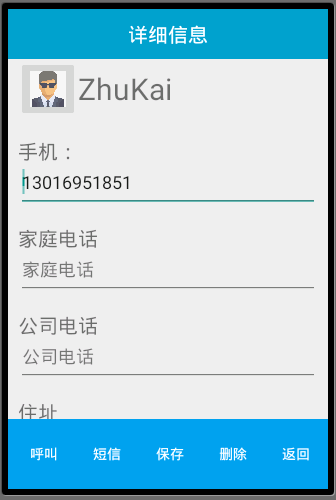 详细信息
ZhuKai
手机：
13016951851
家庭电话
家庭电话
公司电话
公司电话
住址
呼叫 短信 保存 删除 返回